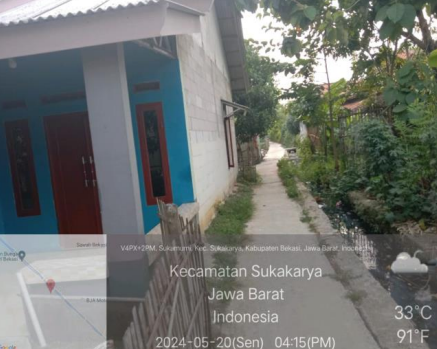 V4PX+2PM, Sukamurni, Kec. Sukakarya, Kabupaten Bekasi, Jawa Barat, Indonesia
Kecamatan Sukakarya
Jawa Barat
Indonesia
2024-05-20(Sen) 04:15(PM)
33°C
91°F